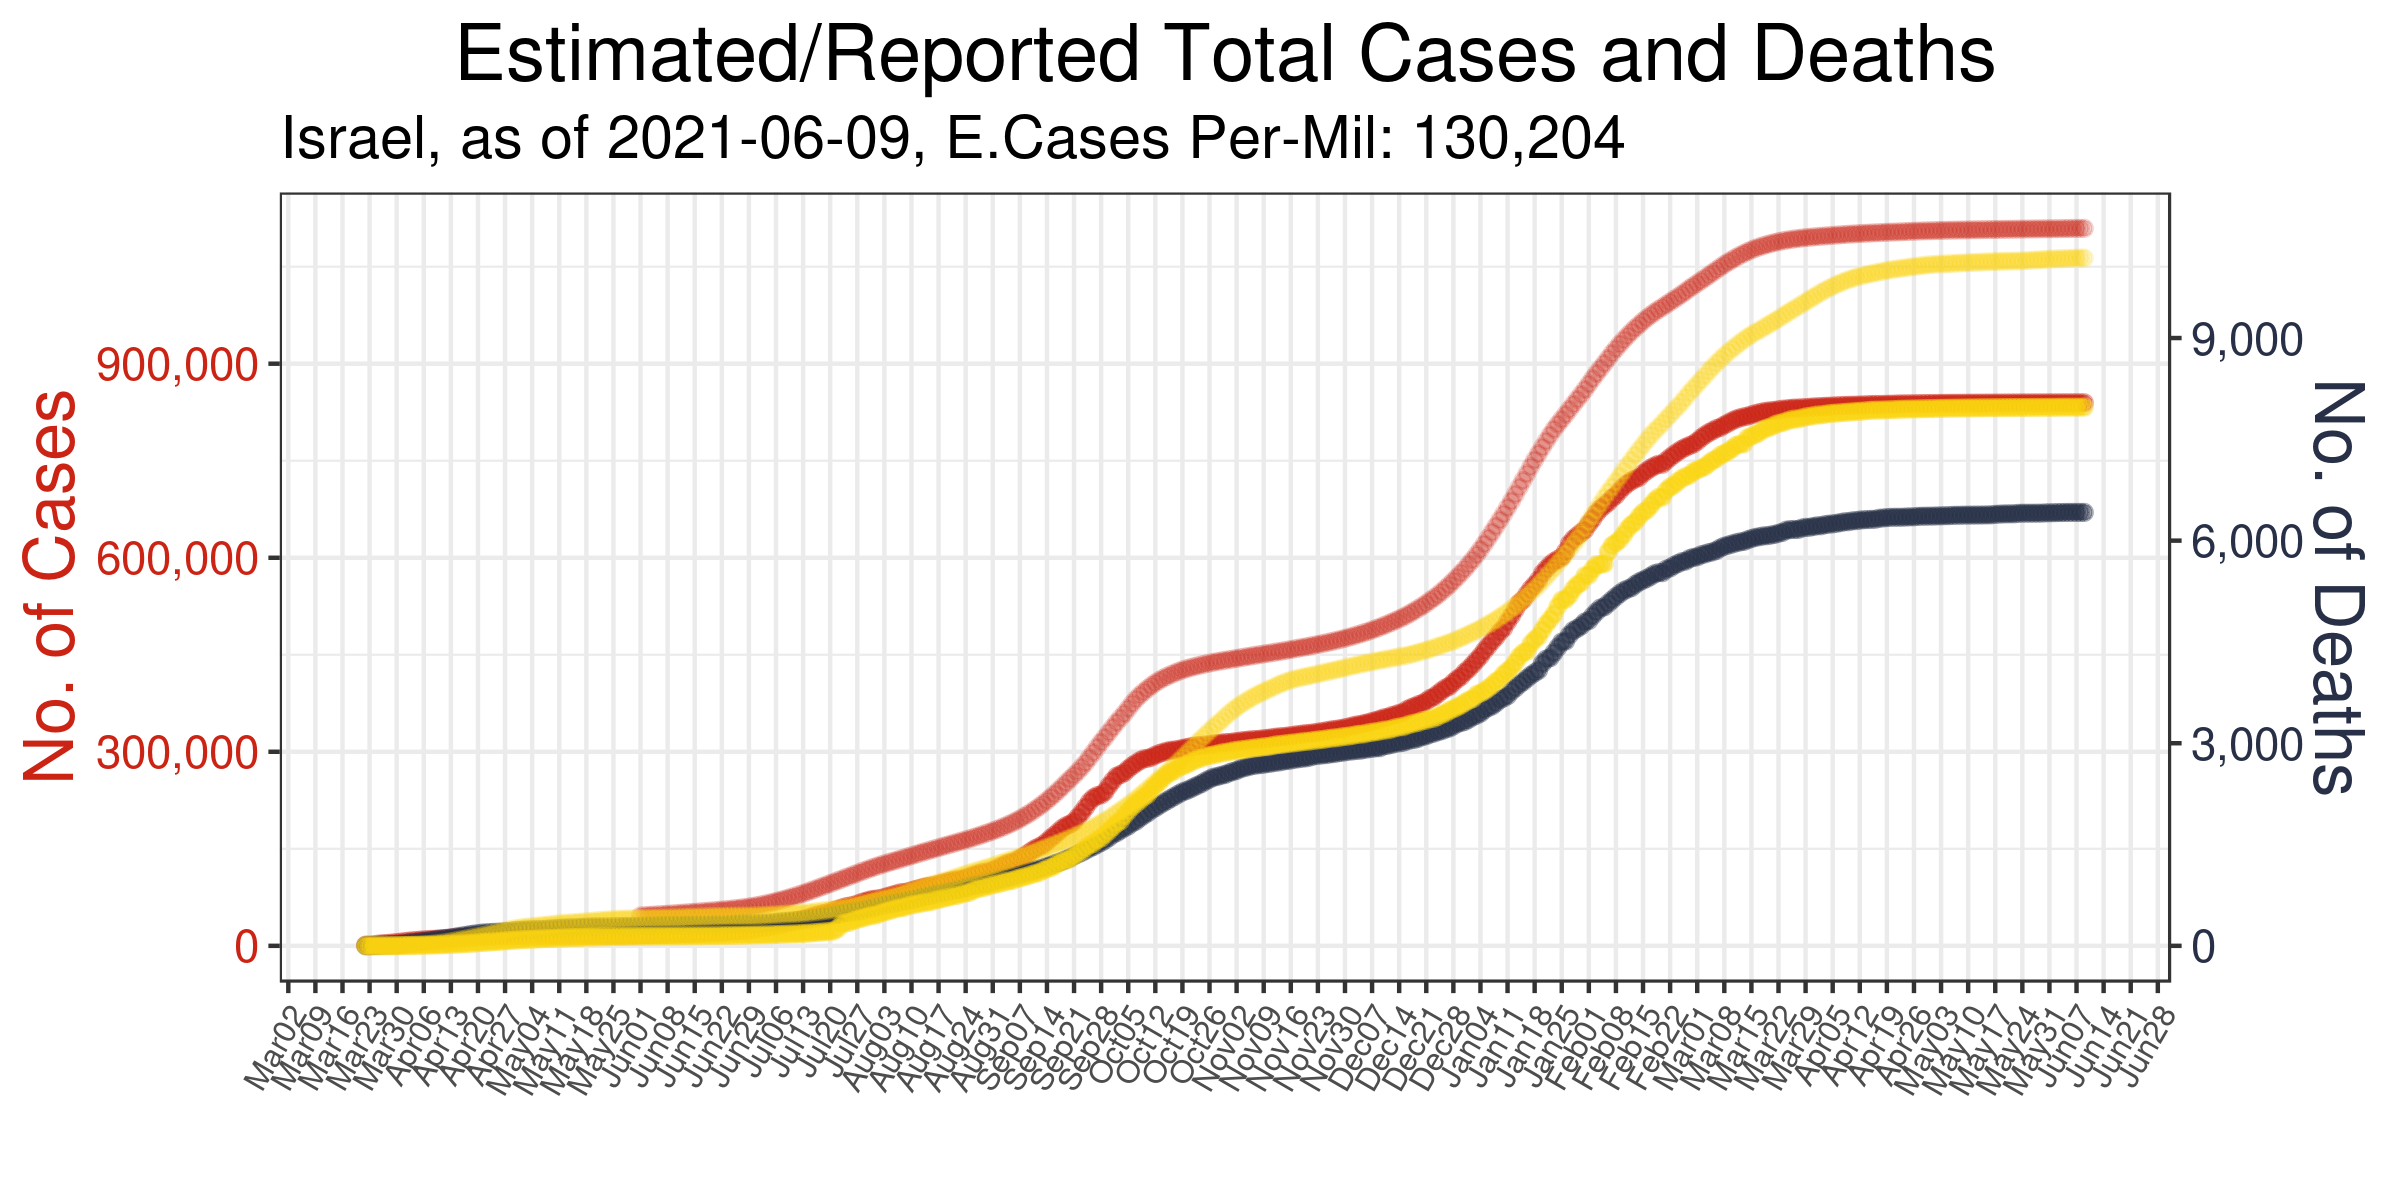 Estimated/Reported Total Cases and Deaths
Israel, as of 2021-06-09, E.Cases Per-Mil: 130,204
No. of Cases
900,000
600,000
300,000
0
9,000
6,000
3,000
0
No. of Deaths
Mar02
Mar09
Mar16
Mar23
Mar30
Apr06
Apr13
Apr20
Apr27
May04
May11
May18
May25
Jun01
Jun08
Jun15
Jun22
Jun29
Jul06
Jul13
Jul20
Jul27
Aug03
Aug10
Aug17
Aug24
Aug31
Sep07
Sep14
Sep21
Sep28
Oct05
Oct12
Oct19
Oct26
Nov02
Nov09
Nov16
Nov23
Nov30
Dec07
Dec14
Dec21
Dec28
Jan04
Jan11
Jan18
Jan25
Feb01
Feb08
Feb15
Feb22
Mar01
Mar08
Mar15
Mar22
Mar29
Apr05
Apr12
Apr19
Apr26
May03
May10
May17
May24
May31
Jun07
Jun14
Jun21
Jun28